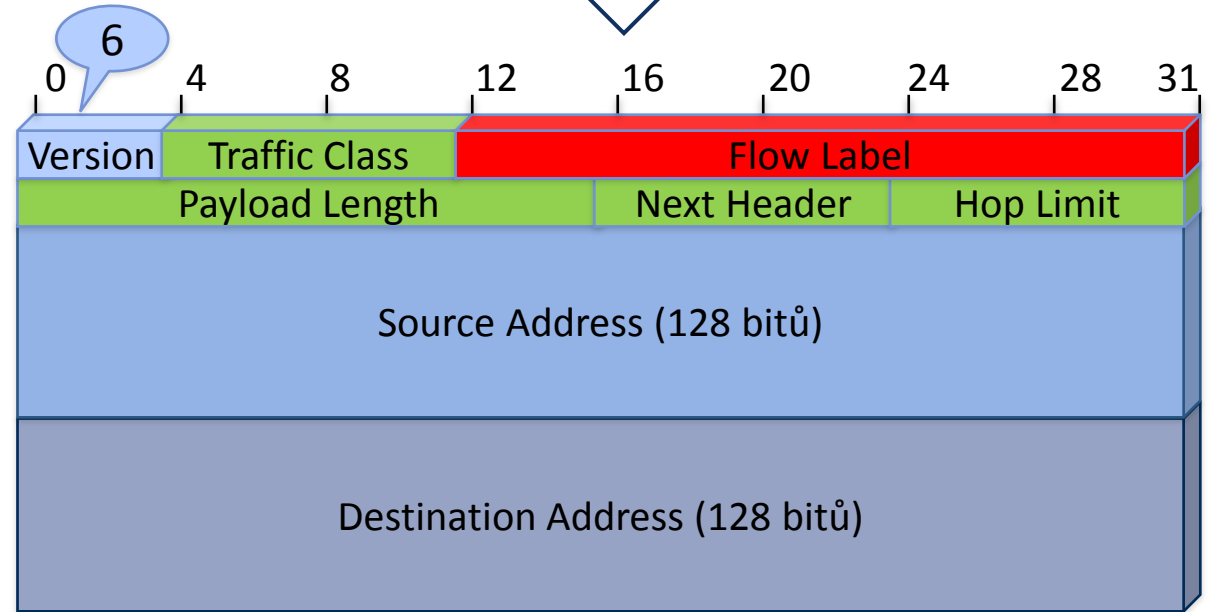 6
0 4 8 12 16 20 24 28 31
Version Traffic Class Flow Label
Payload Length Next Header Hop Limit
Source Address (128 bitů)
Destination Address (128 bitů)